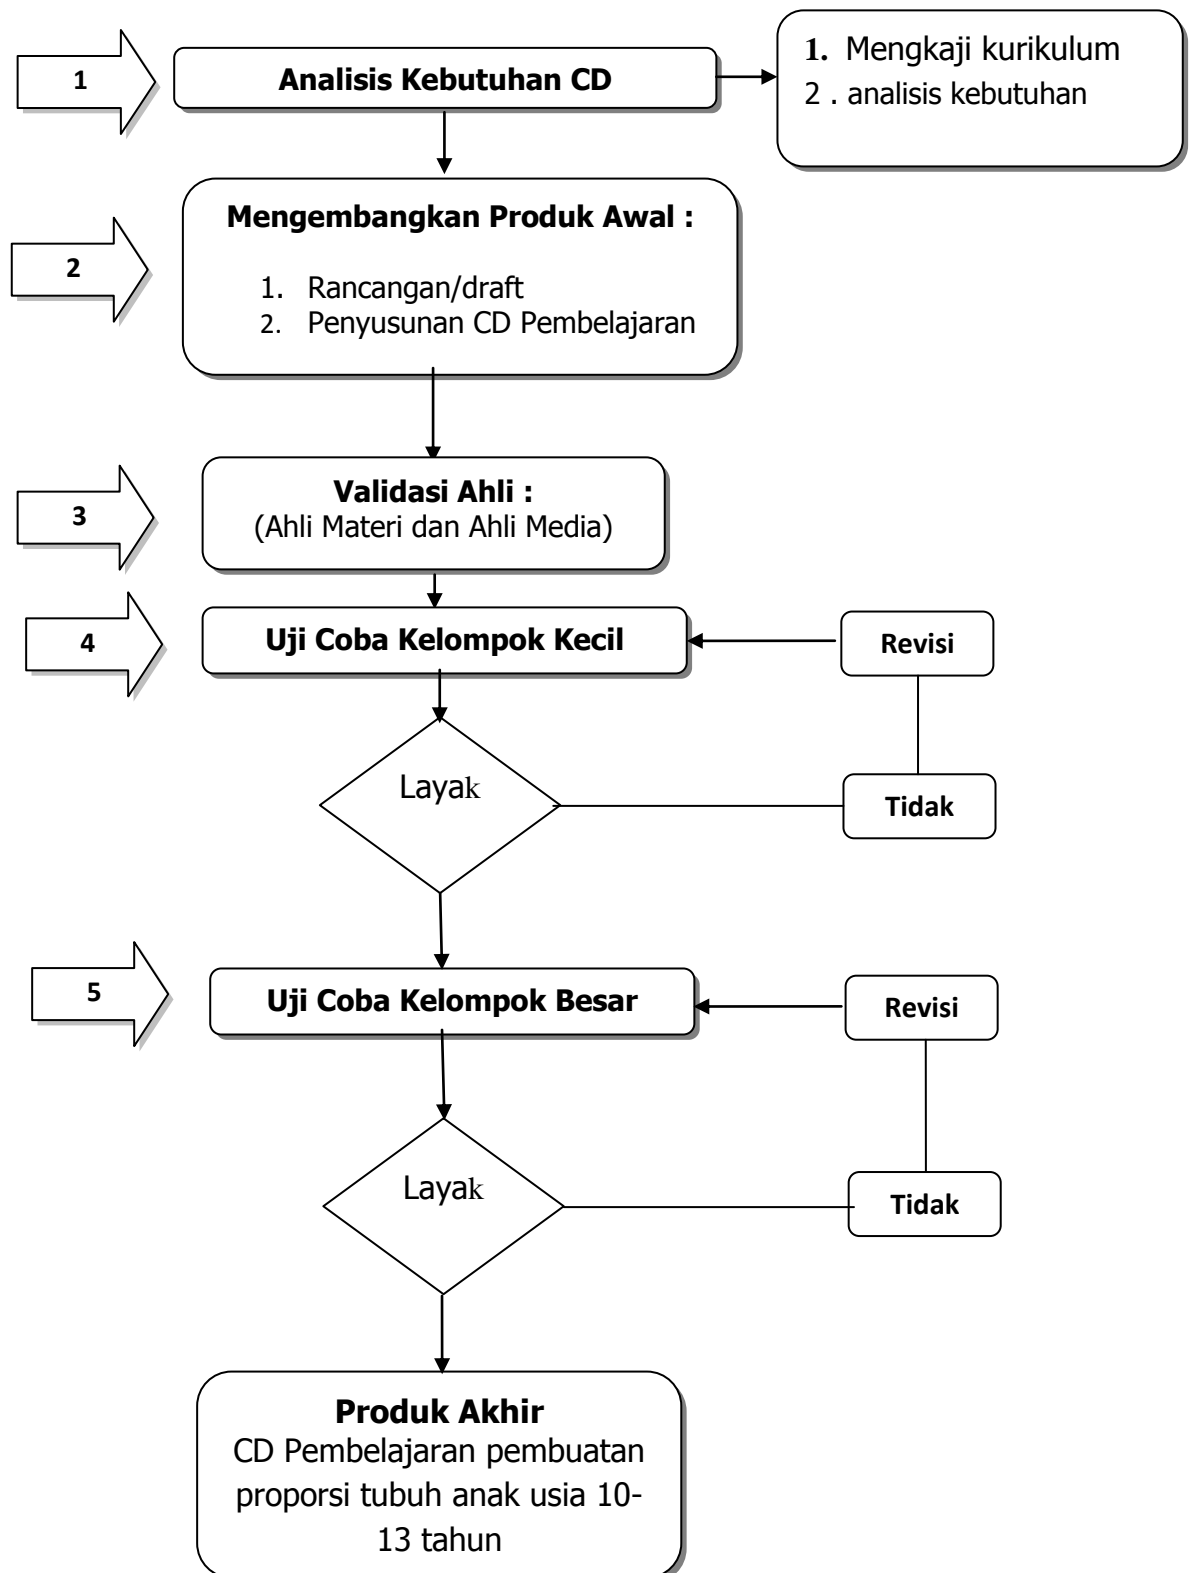 1
Analisis Kebutuhan CD
1. Mengkaji kurikulum
2 . analisis kebutuhan
2
Mengembangkan Produk Awal :
1. Rancangan/draft
2. Penyusunan CD Pembelajaran
3
Validasi Ahli :
(Ahli Materi dan Ahli Media)
4
Uji Coba Kelompok Kecil
Revisi
Layak
Tidak
5
Uji Coba Kelompok Besar
Revisi
Layak
Tidak
Produk Akhir
CD Pembelajaran pembuatan
proporsi tubuh anak usia 10-
13 tahun